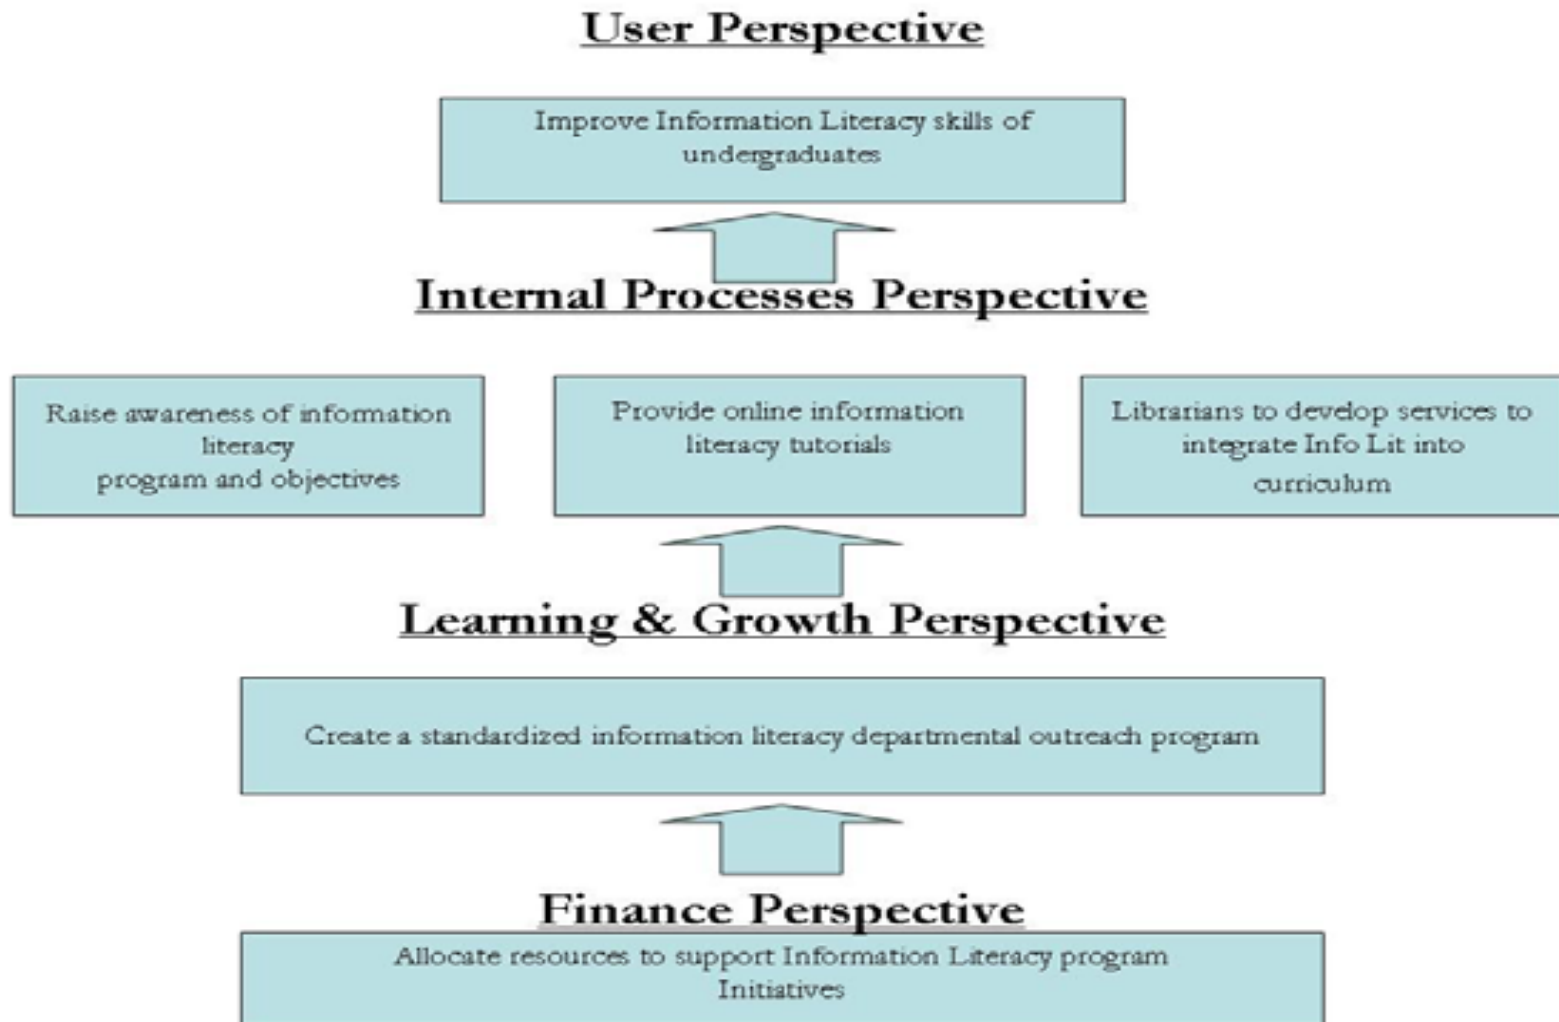 User Perspective
Improve Information Literacy skills of
undergraduates
Internal Processes Perspective
Raise awareness of information
literacy
program and objectives
Provide online information
literacy tutorials
Librarians to develop services to
integrate Info Lit into
curriculum
Learning & Growth Perspective
Create a standardized information literacy departmental outreach program
Finance Perspective
Allocate resources to support Information Literacy program
Initiatives